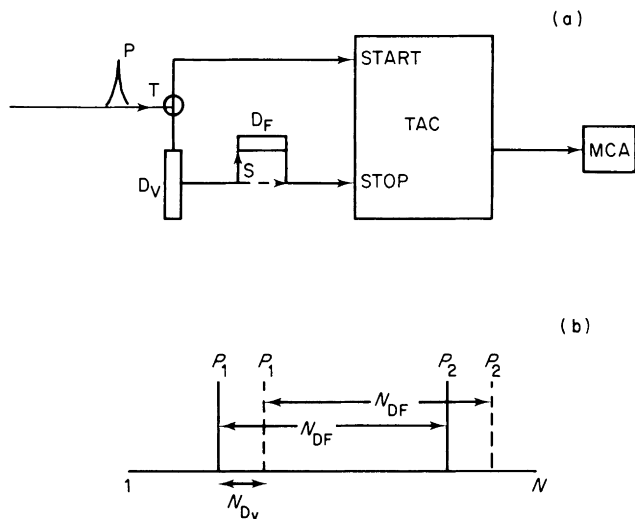 (a)
P
T
START
D_F
TAC
MCA
S
D_V
STOP
(b)
P_1 P_1 P_2 P_2
N_DF
N_DF
1 N
N_Dv